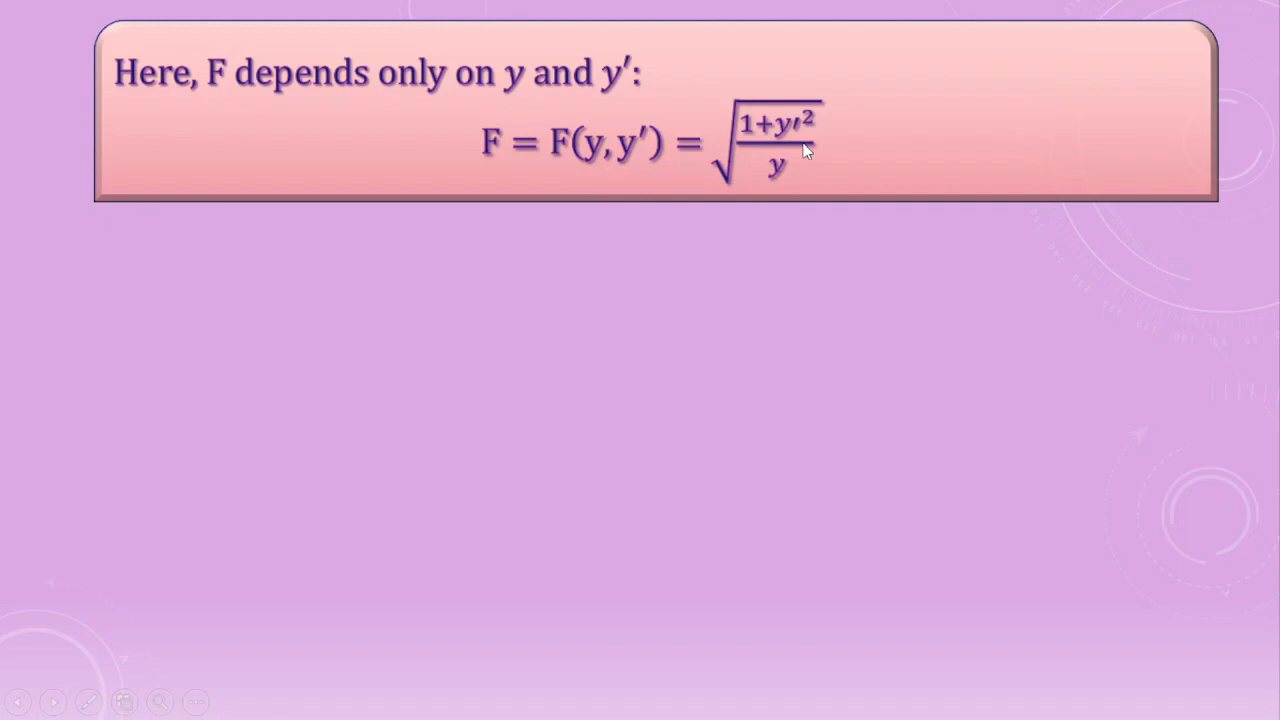 Here, F depends only on y and y′:
F = F(y, y′) = √((1+y′²)/y)